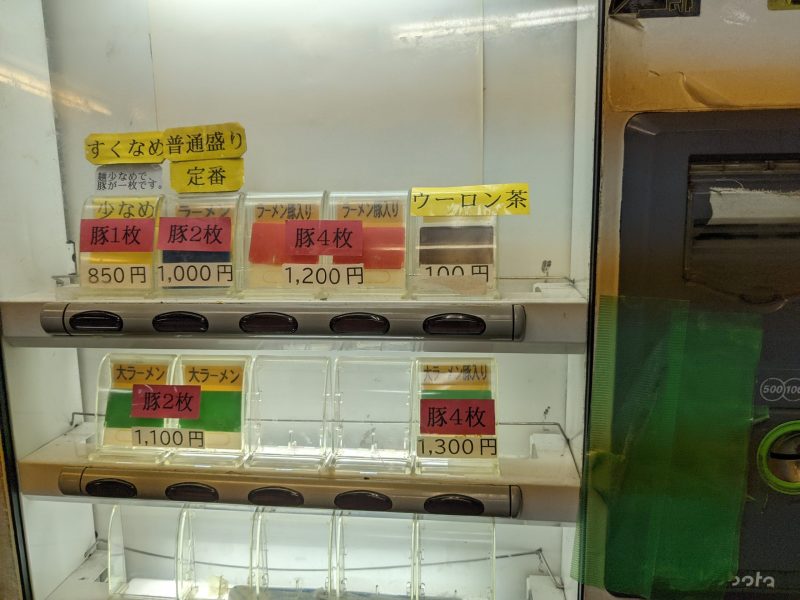 すくなめ
普通盛り
麺少なめで、
豚が一枚です。
定番
少なめ
豚1枚
850円
ラーメン
豚2枚
1,000円
ラーメン豚入り
ラーメン豚入り
豚4枚
1,200円
ウーロン茶
100円
大ラーメン
大ラーメン
豚2枚
1,100円
大ラーメン豚入り
豚4枚
1,300円
500
100